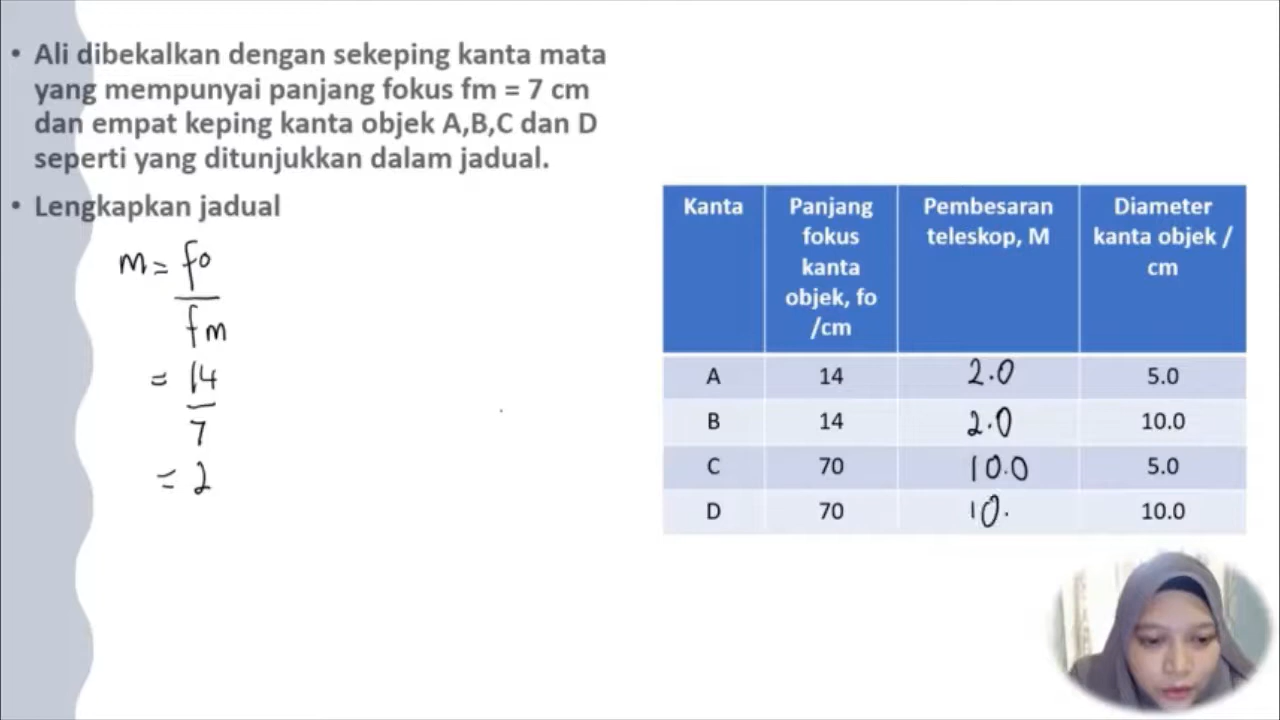 • Ali dibekalkan dengan sekeping kanta mata
yang mempunyai panjang fokus fm = 7 cm
dan empat keping kanta objek A,B,C dan D
seperti yang ditunjukkan dalam jadual.
• Lengkapkan jadual
m = fo
fm
= 14
7
= 2
Kanta
Panjang
fokus
kanta
objek, fo
/cm
Pembesaran
teleskop, M
Diameter
kanta objek /
cm
A 14 2.0 5.0
B 14 2.0 10.0
C 70 10.0 5.0
D 70 10. 10.0